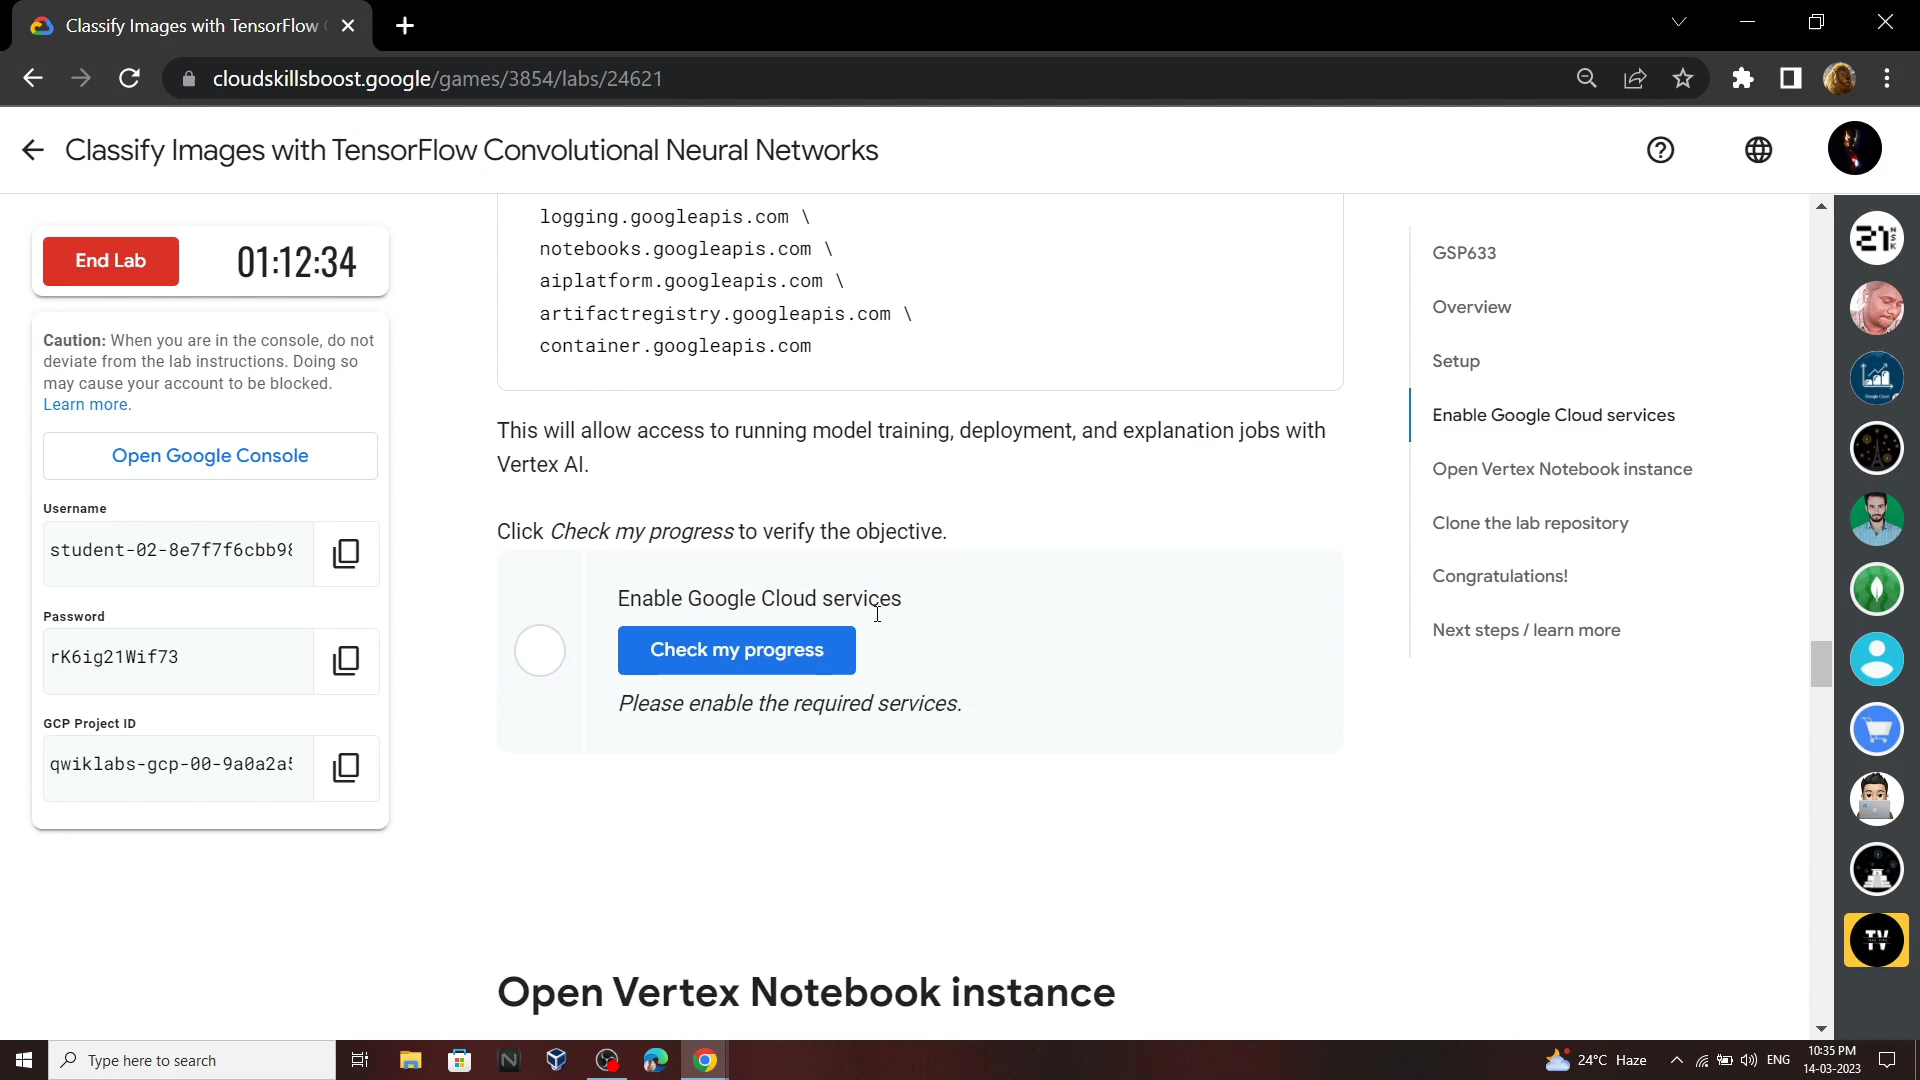 Classify Images with TensorFlow
cloudskillsboost.google/games/3854/labs/24621
Classify Images with TensorFlow Convolutional Neural Networks
End Lab
01:12:34
Caution: When you are in the console, do not
deviate from the lab instructions. Doing so
may cause your account to be blocked.
Learn more.
Open Google Console
Username
student-02-8e7f7f6cbb98
Password
rK6ig21Wif73
GCP Project ID
qwiklabs-gcp-00-9a0a2a5
logging.googleapis.com \
notebooks.googleapis.com \
aiplatform.googleapis.com \
artifactregistry.googleapis.com \
container.googleapis.com
This will allow access to running model training, deployment, and explanation jobs with
Vertex AI.
Click Check my progress to verify the objective.
Enable Google Cloud services
Check my progress
Please enable the required services.
Open Vertex Notebook instance
GSP633
Overview
Setup
Enable Google Cloud services
Open Vertex Notebook instance
Clone the lab repository
Congratulations!
Next steps / learn more
21
NSK
TV
Type here to search
24°C Haze
ENG
10:35 PM
14-03-2023